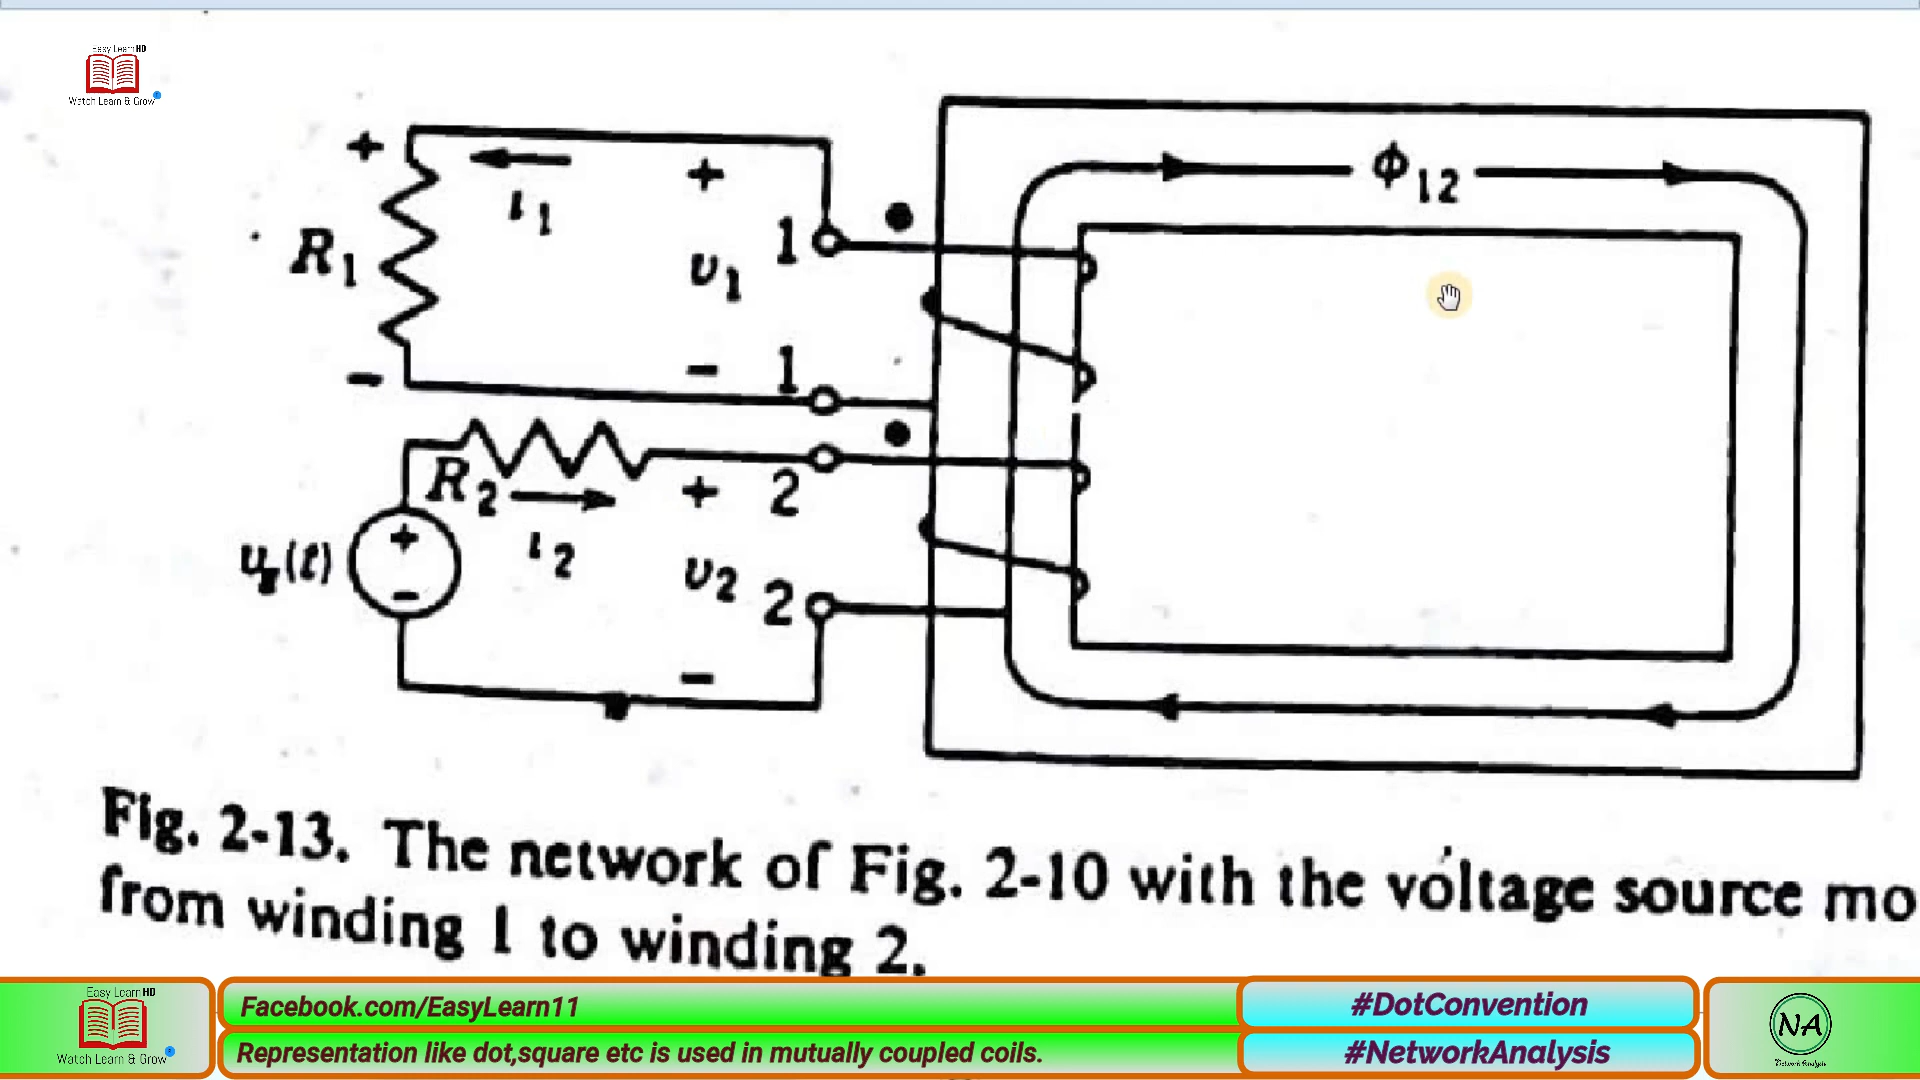 Easy Learn HD
Watch Learn & Grow
+
i1
R1
+
v1
-
1
1
-
ϕ12
R2
i2
+
v2
-
2
2
+
-
Fig. 2-13. The network of Fig. 2-10 with the voltage source mo
from winding 1 to winding 2.
Easy Learn HD
Watch Learn & Grow
Facebook.com/EasyLearn11
Representation like dot,square etc is used in mutually coupled coils.
#DotConvention
#NetworkAnalysis
NA
Network Analysis